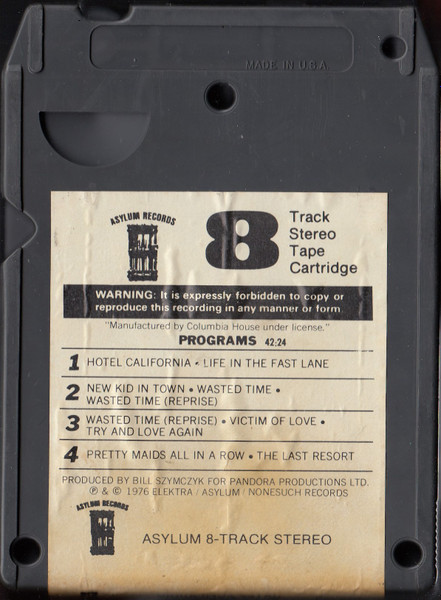 MADE IN U.S.A.
ASYLUM RECORDS
8 Track
Stereo
Tape
Cartridge
WARNING: It is expressly forbidden to copy or
reproduce this recording in any manner or form
"Manufactured by Columbia House under license."
PROGRAMS 42:24
1 HOTEL CALIFORNIA • LIFE IN THE FAST LANE
2 NEW KID IN TOWN • WASTED TIME •
WASTED TIME (REPRISE)
3 WASTED TIME (REPRISE) • VICTIM OF LOVE •
TRY AND LOVE AGAIN
4 PRETTY MAIDS ALL IN A ROW • THE LAST RESORT
PRODUCED BY BILL SZYMCZYK FOR PANDORA PRODUCTIONS LTD.
℗ & © 1976 ELEKTRA / ASYLUM / NONESUCH RECORDS
ASYLUM RECORDS
ASYLUM 8-TRACK STEREO